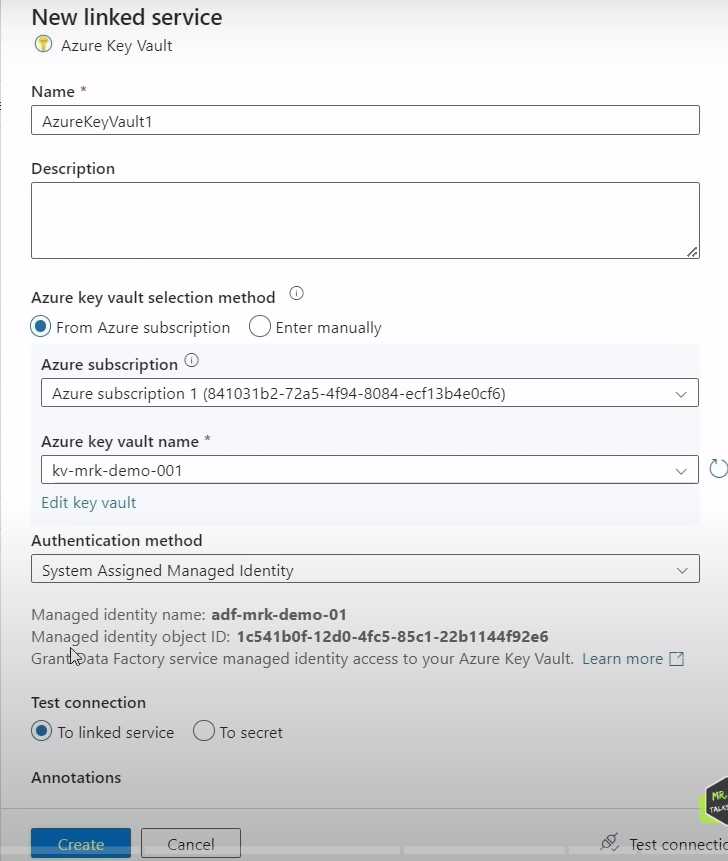 New linked service
Azure Key Vault
Name *
AzureKeyVault1
Description
Azure key vault selection method
From Azure subscription Enter manually
Azure subscription
Azure subscription 1 (841031b2-72a5-4f94-8084-ecf13b4e0cf6)
Azure key vault name *
kv-mrk-demo-001
Edit key vault
Authentication method
System Assigned Managed Identity
Managed identity name: adf-mrk-demo-01
Managed identity object ID: 1c541b0f-12d0-4fc5-85c1-22b1144f92e6
Grant Data Factory service managed identity access to your Azure Key Vault. Learn more
Test connection
To linked service To secret
Annotations
MR.
TALKS
Create Cancel Test connectio